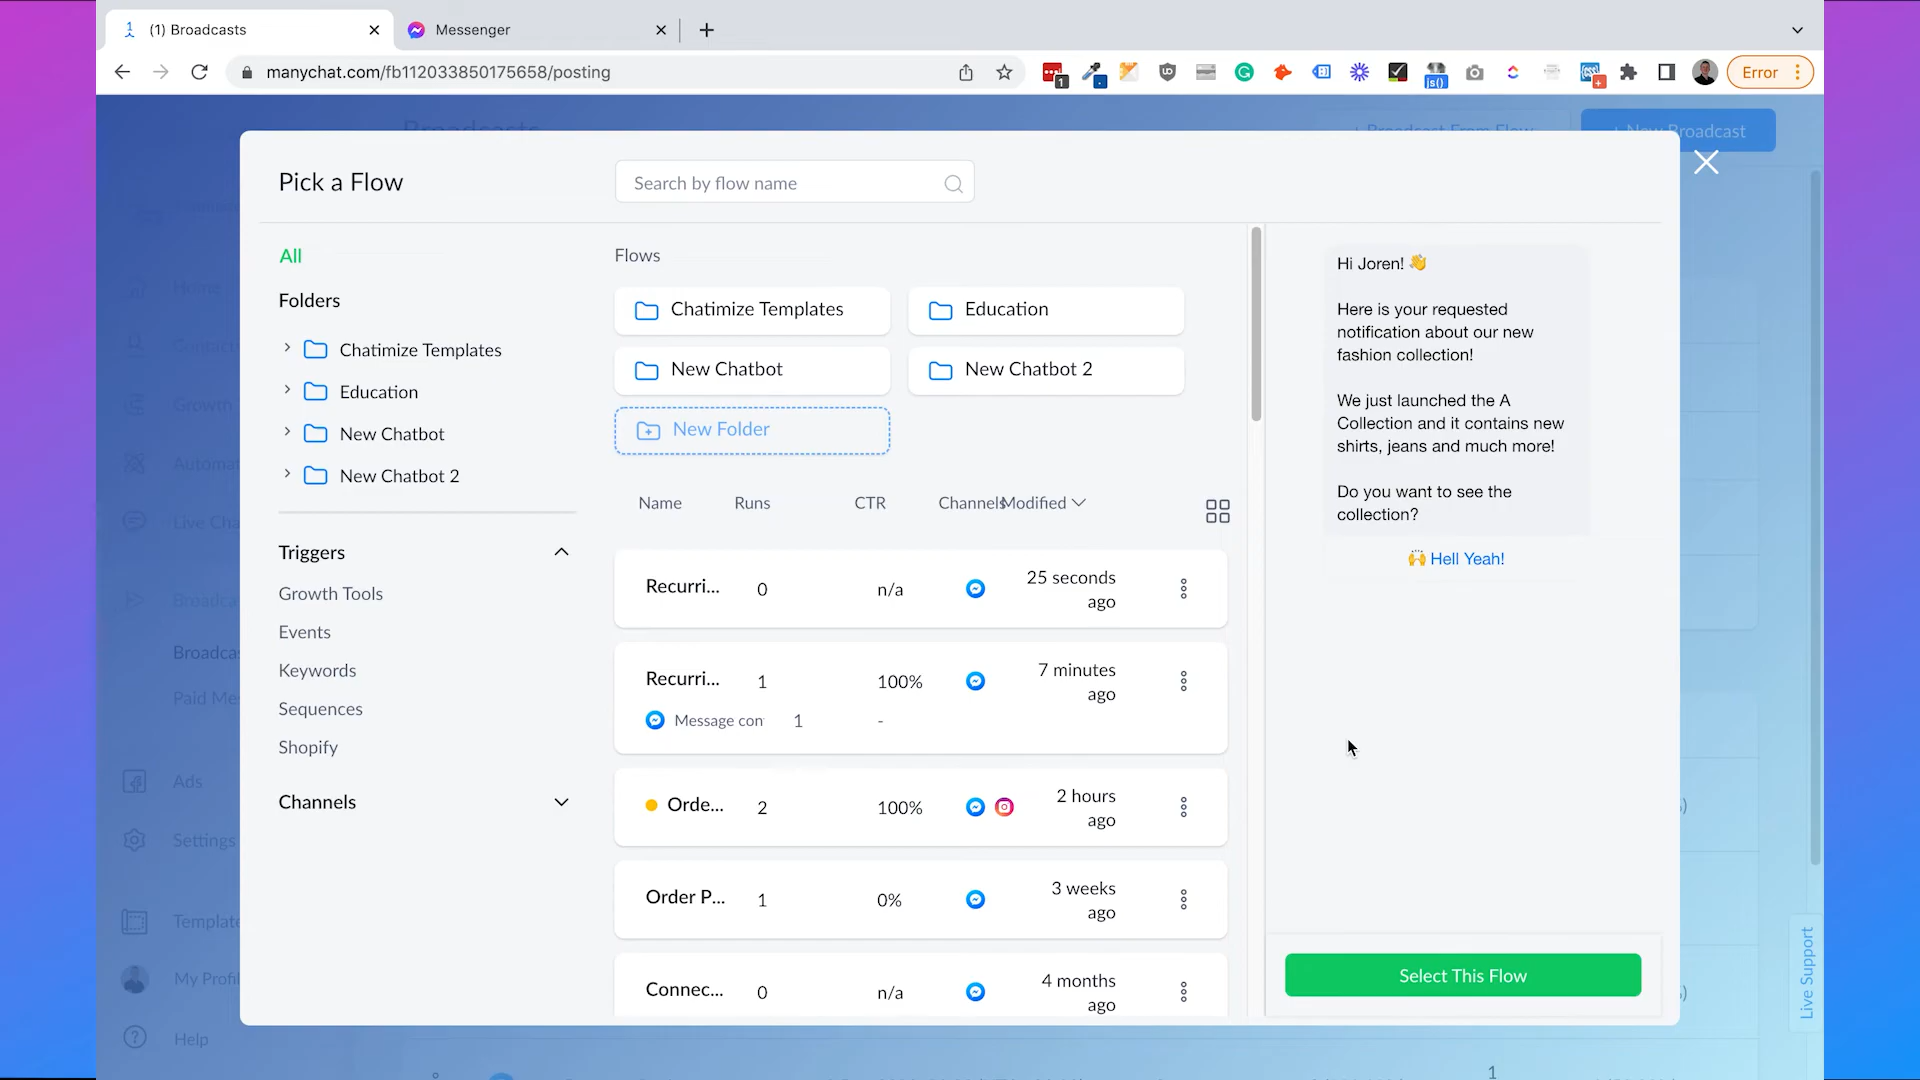 (1) Broadcasts
Messenger
manychat.com/fb112033850175658/posting
1
js()
Error
Broadcasts
+ Broadcast From Flow
+ New Broadcast
Pick a Flow
Search by flow name
All
Folders
Chatimize Templates
Education
New Chatbot
New Chatbot 2
Triggers
Growth Tools
Events
Keywords
Sequences
Shopify
Channels
Flows
Chatimize Templates
Education
New Chatbot
New Chatbot 2
New Folder
Name Runs CTR Channels Modified
Recurri... 0 n/a 25 seconds
ago
Recurri... 1 100% 7 minutes
ago
Message con 1 -
Orde... 2 100% 2 hours
ago
Order P... 1 0% 3 weeks
ago
Connec... 0 n/a 4 months
ago
Hi Joren! 👋
Here is your requested
notification about our new
fashion collection!
We just launched the A
Collection and it contains new
shirts, jeans and much more!
Do you want to see the
collection?
🙌 Hell Yeah!
Select This Flow
Home
Contact
Growth
Automat
Live Cha
Broadca
Broadcas
Paid Me
Ads
Settings
Template
My Profil
Help
Live Support
1